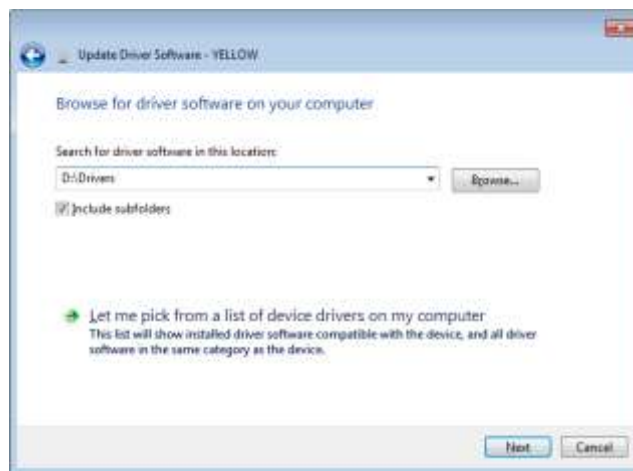 Update Driver Software - YELLOW
Browse for driver software on your computer
Search for driver software in this location:
D:\Drivers
Browse...
Include subfolders
Let me pick from a list of device drivers on my computer
This list will show installed driver software compatible with the device, and all driver
software in the same category as the device.
Next
Cancel